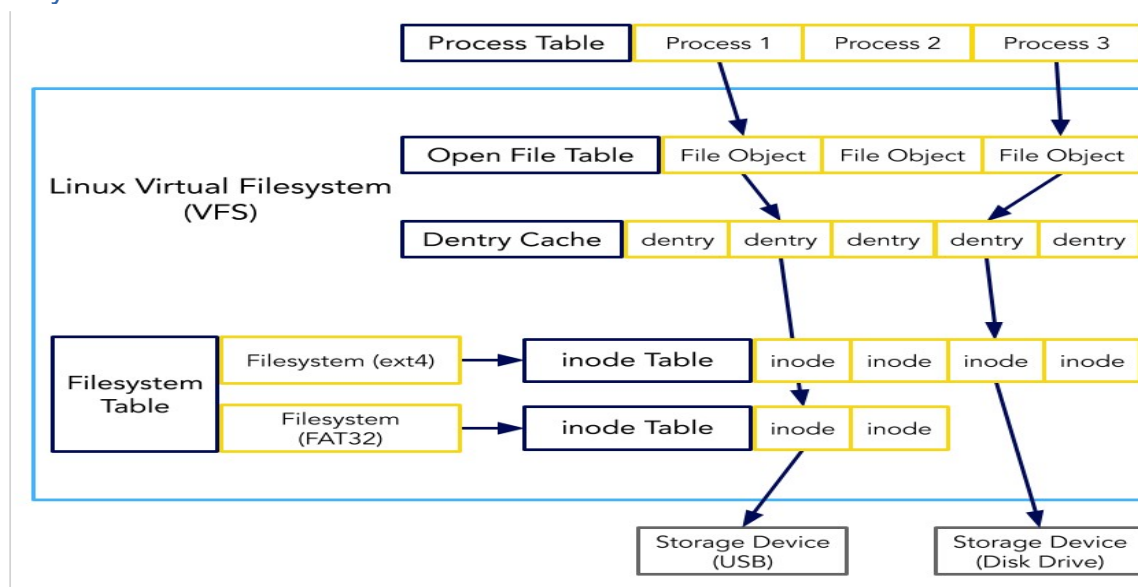 Process Table Process 1 Process 2 Process 3
Open File Table File Object File Object File Object
Linux Virtual Filesystem
(VFS)
Dentry Cache dentry dentry dentry dentry dentry
Filesystem
Table
Filesystem (ext4) inode Table inode inode inode inode
Filesystem
(FAT32)
inode Table inode inode
Storage Device
(USB)
Storage Device
(Disk Drive)